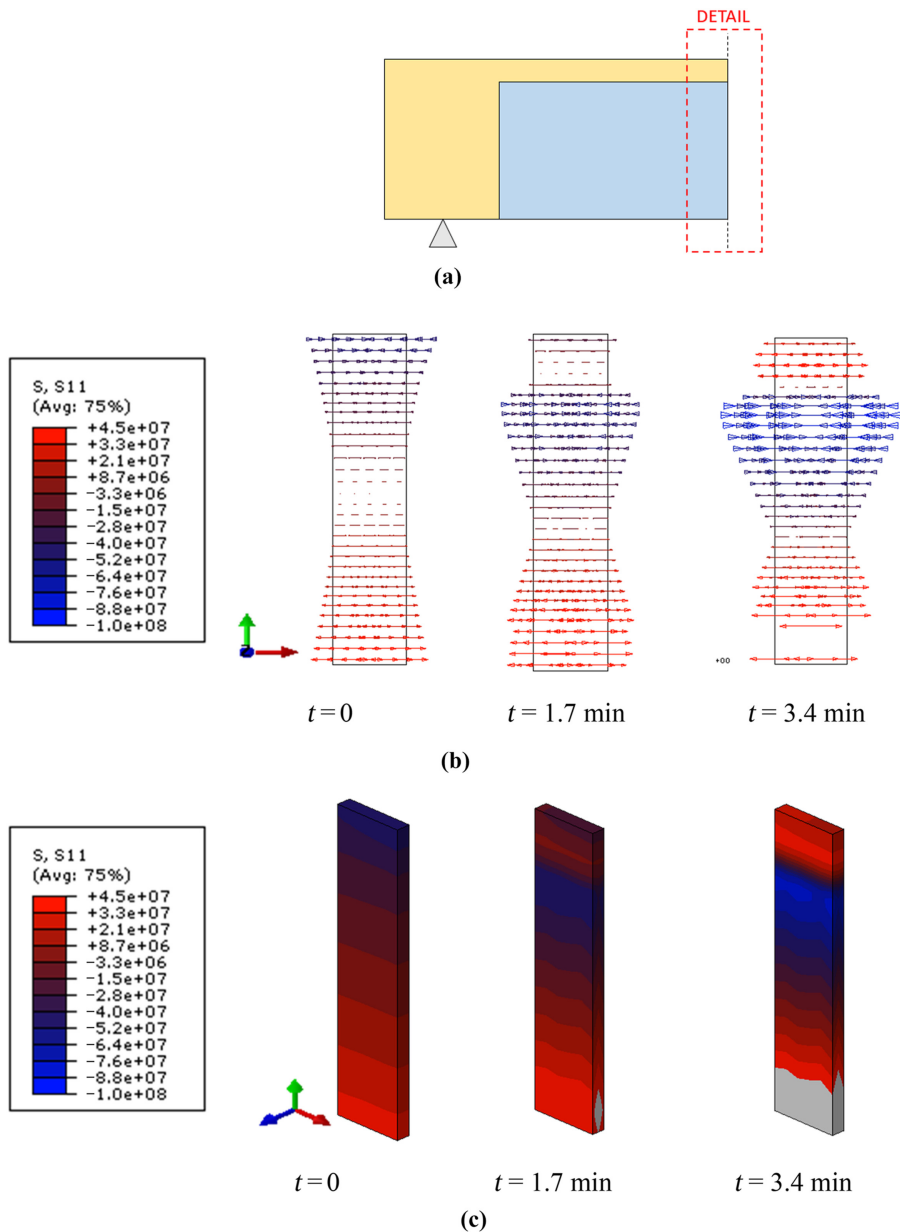 DETAIL
(a)
S, S11
(Avg: 75%)
+4.5e+07
+3.3e+07
+2.1e+07
+8.7e+06
-3.3e+06
-1.5e+07
-2.8e+07
-4.0e+07
-5.2e+07
-6.4e+07
-7.6e+07
-8.8e+07
-1.0e+08
+00
t = 0
t = 1.7 min
t = 3.4 min
(b)
S, S11
(Avg: 75%)
+4.5e+07
+3.3e+07
+2.1e+07
+8.7e+06
-3.3e+06
-1.5e+07
-2.8e+07
-4.0e+07
-5.2e+07
-6.4e+07
-7.6e+07
-8.8e+07
-1.0e+08
t = 0
t = 1.7 min
t = 3.4 min
(c)